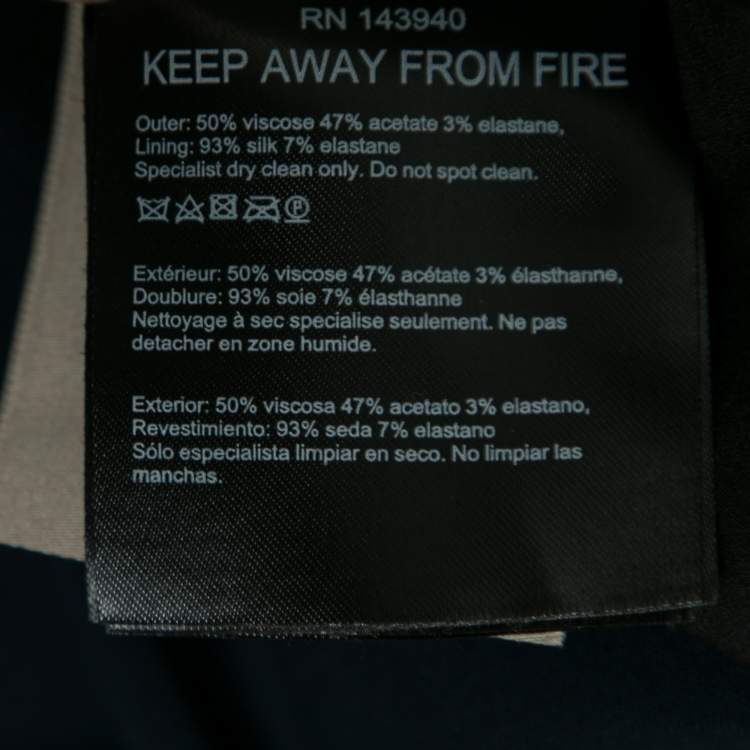 RN 143940
KEEP AWAY FROM FIRE
Outer: 50% viscose 47% acetate 3% elastane,
Lining: 93% silk 7% elastane
Specialist dry clean only. Do not spot clean.
P
Extérieur: 50% viscose 47% acétate 3% élasthanne,
Doublure: 93% soie 7% élasthanne
Nettoyage à sec specialise seulement. Ne pas
detacher en zone humide.
Exterior: 50% viscosa 47% acetato 3% elastano,
Revestimiento: 93% seda 7% elastano
Sólo especialista limpiar en seco. No limpiar las
manchas.